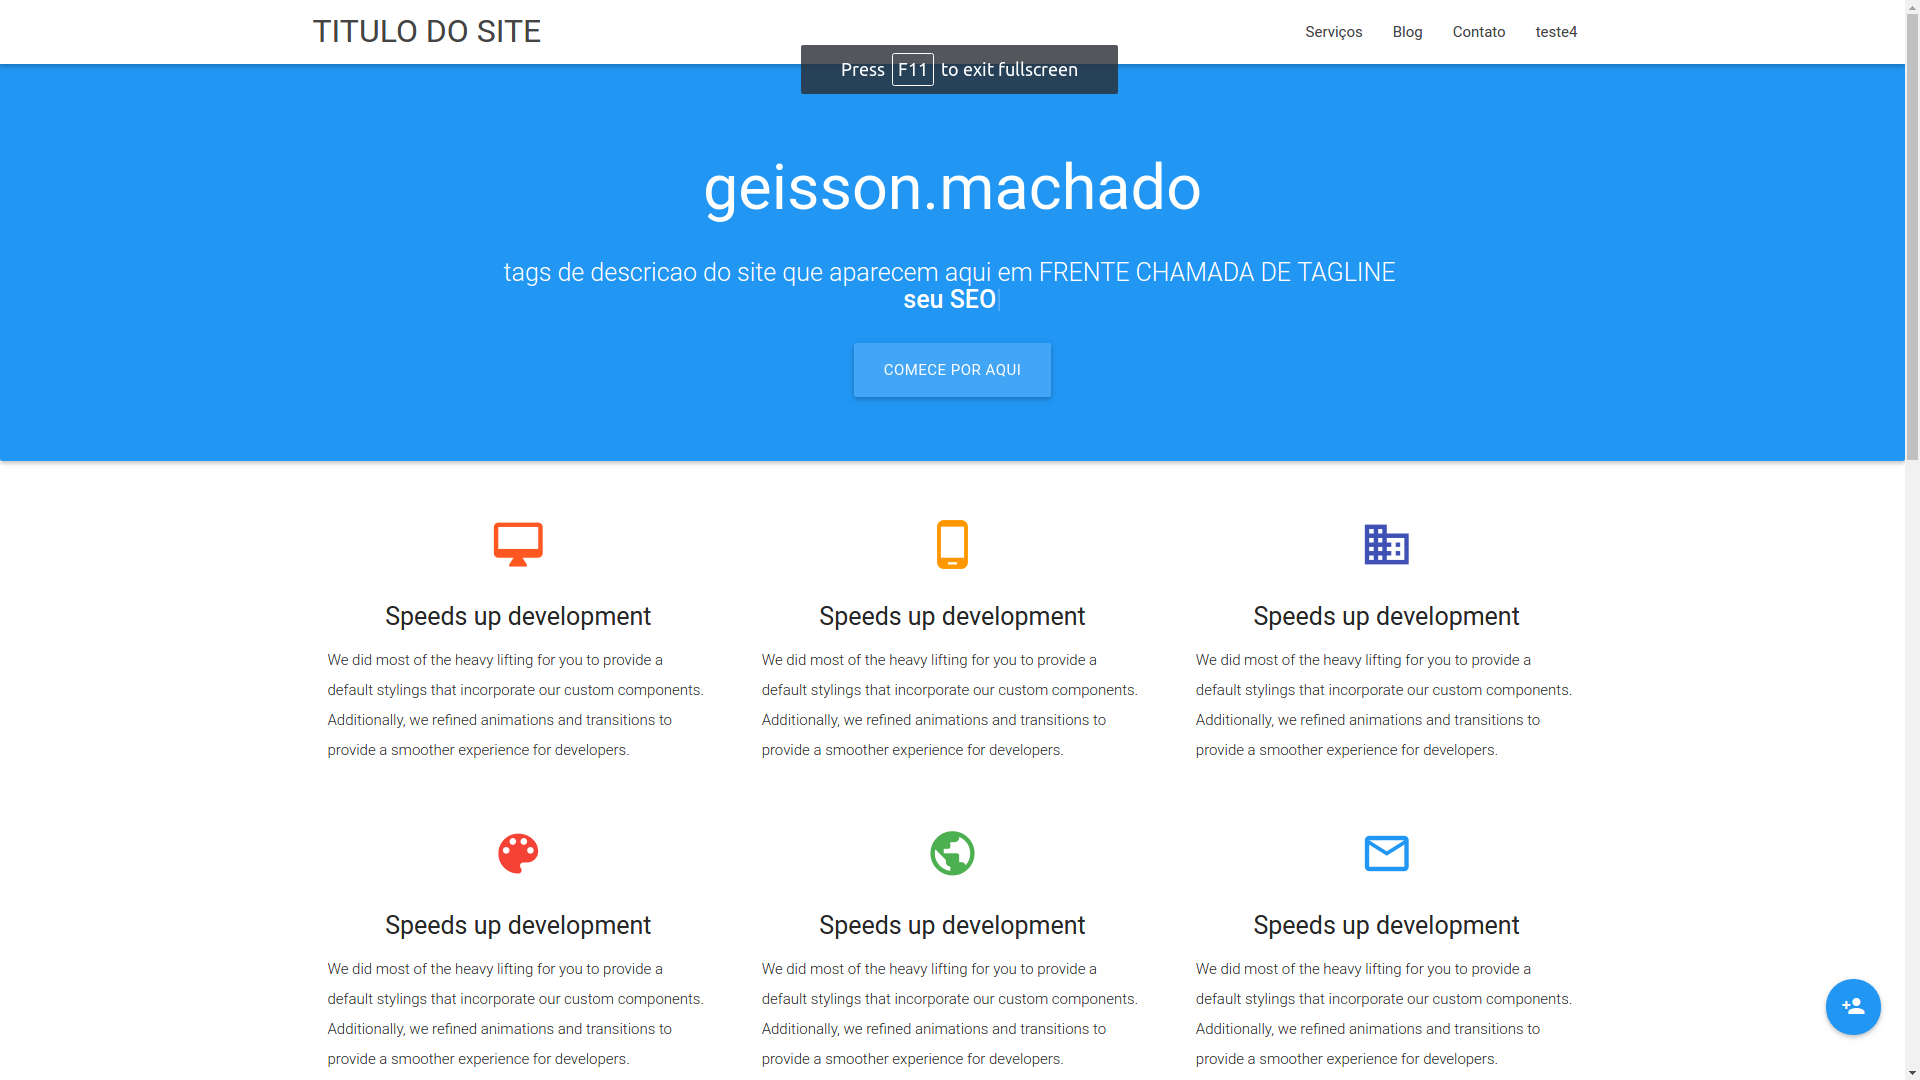 TITULO DO SITE
Serviços Blog Contato teste4
Press F11 to exit fullscreen
geisson.machado
tags de descricao do site que aparecem aqui em FRENTE CHAMADA DE TAGLINE
seu SEO
COMECE POR AQUI
Speeds up development
We did most of the heavy lifting for you to provide a
default stylings that incorporate our custom components.
Additionally, we refined animations and transitions to
provide a smoother experience for developers.
Speeds up development
We did most of the heavy lifting for you to provide a
default stylings that incorporate our custom components.
Additionally, we refined animations and transitions to
provide a smoother experience for developers.
Speeds up development
We did most of the heavy lifting for you to provide a
default stylings that incorporate our custom components.
Additionally, we refined animations and transitions to
provide a smoother experience for developers.
Speeds up development
We did most of the heavy lifting for you to provide a
default stylings that incorporate our custom components.
Additionally, we refined animations and transitions to
provide a smoother experience for developers.
Speeds up development
We did most of the heavy lifting for you to provide a
default stylings that incorporate our custom components.
Additionally, we refined animations and transitions to
provide a smoother experience for developers.
Speeds up development
We did most of the heavy lifting for you to provide a
default stylings that incorporate our custom components.
Additionally, we refined animations and transitions to
provide a smoother experience for developers.